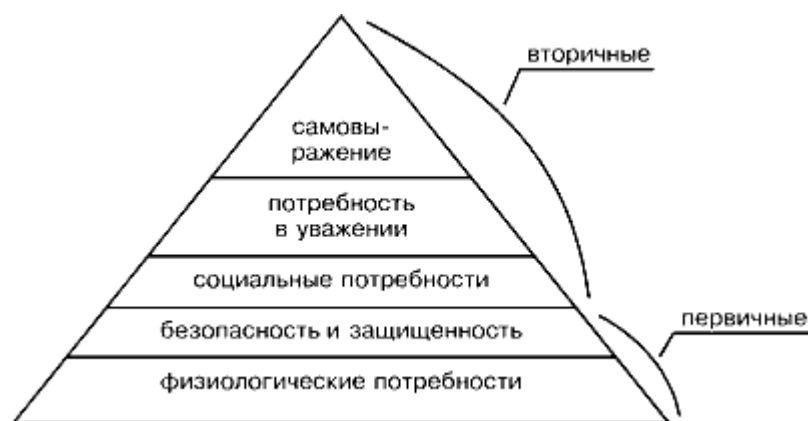 вторичные
самовы-
ражение
потребность
в уважении
социальные потребности
безопасность и защищенность
первичные
физиологические потребности